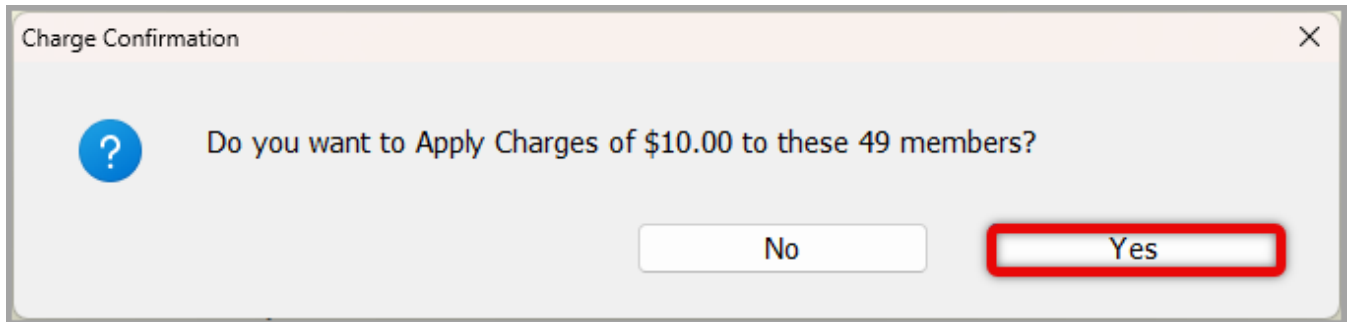 Charge Confirmation
Do you want to Apply Charges of $10.00 to these 49 members?
No Yes